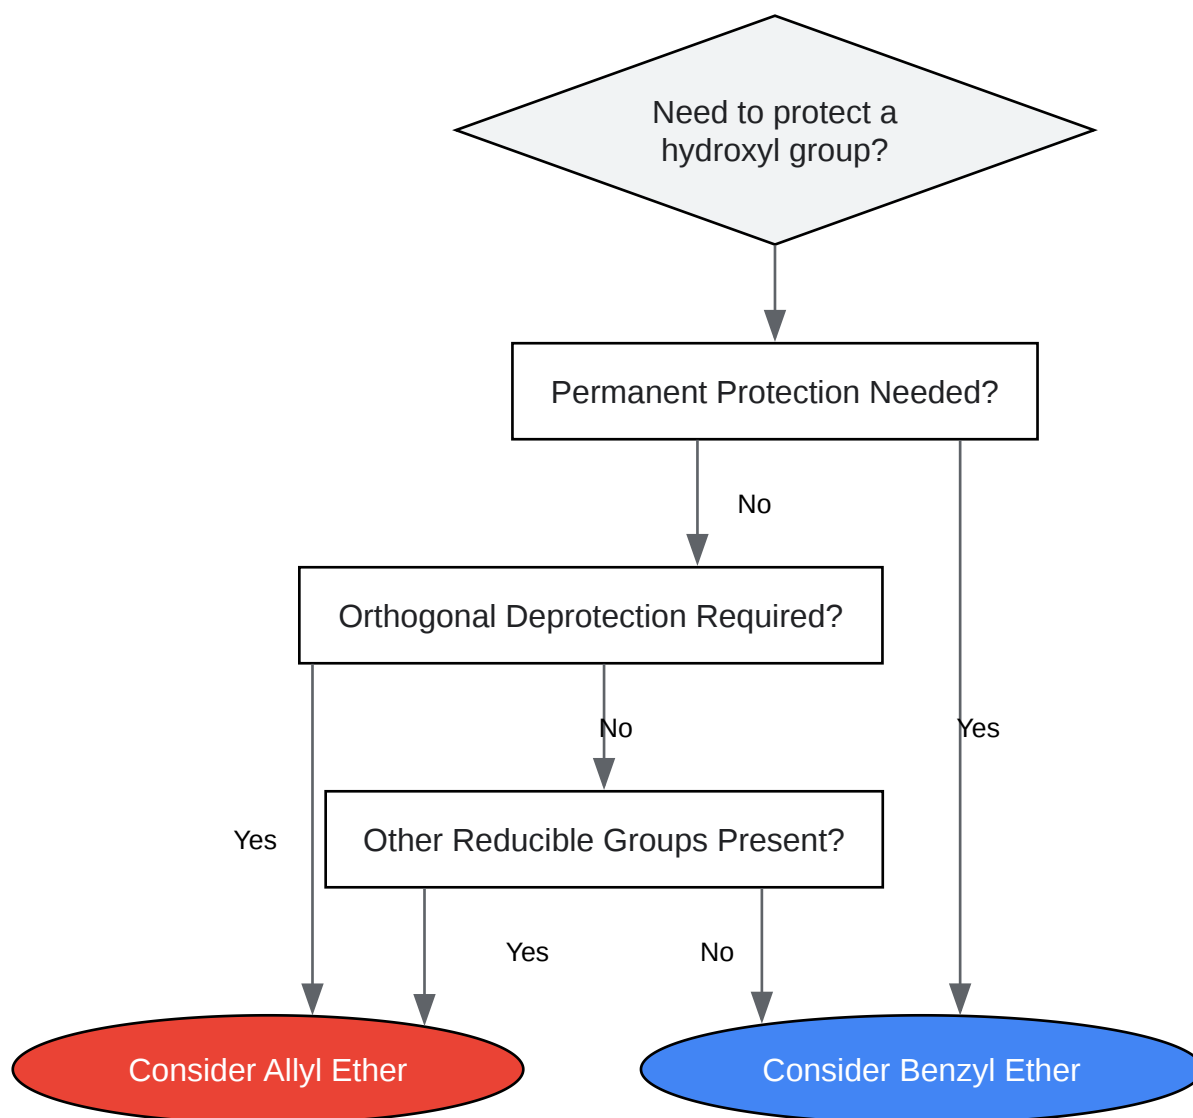 Need to protect a
hydroxyl group?
Permanent Protection Needed?
No
Orthogonal Deprotection Required?
No
Yes
Other Reducible Groups Present?
Yes
Yes
No
Consider Allyl Ether
Consider Benzyl Ether